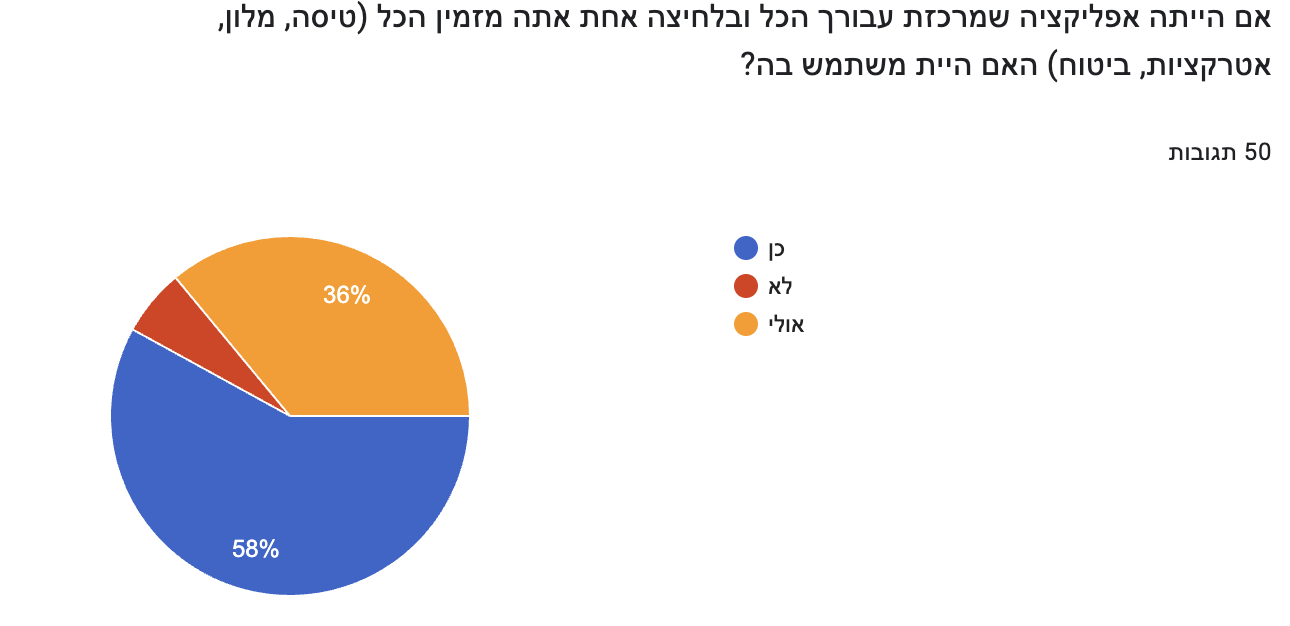 אם הייתה אפליקציה שמרכזת עבורך הכל ובלחיצה אחת אתה מזמין הכל (טיסה, מלון,
אטרקציות, ביטוח) האם היית משתמש בה?
50 תגובות
כן
לא
אולי
36%
58%